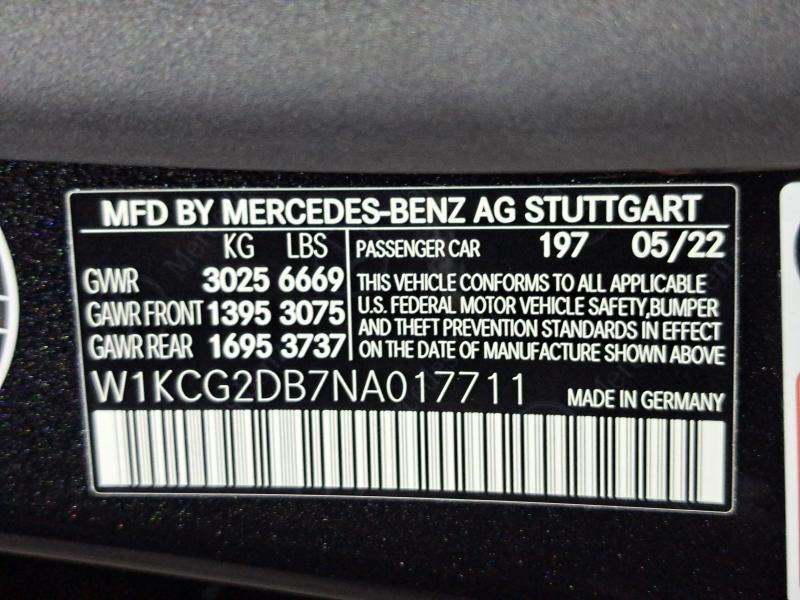 MFD BY MERCEDES-BENZ AG STUTTGART
KG LBS
GVWR 3025 6669
GAWR FRONT 1395 3075
GAWR REAR 1695 3737
PASSENGER CAR 197 05/22
THIS VEHICLE CONFORMS TO ALL APPLICABLE
U.S. FEDERAL MOTOR VEHICLE SAFETY,BUMPER
AND THEFT PREVENTION STANDARDS IN EFFECT
ON THE DATE OF MANUFACTURE SHOWN ABOVE
W1KCG2DB7NA017711
MADE IN GERMANY